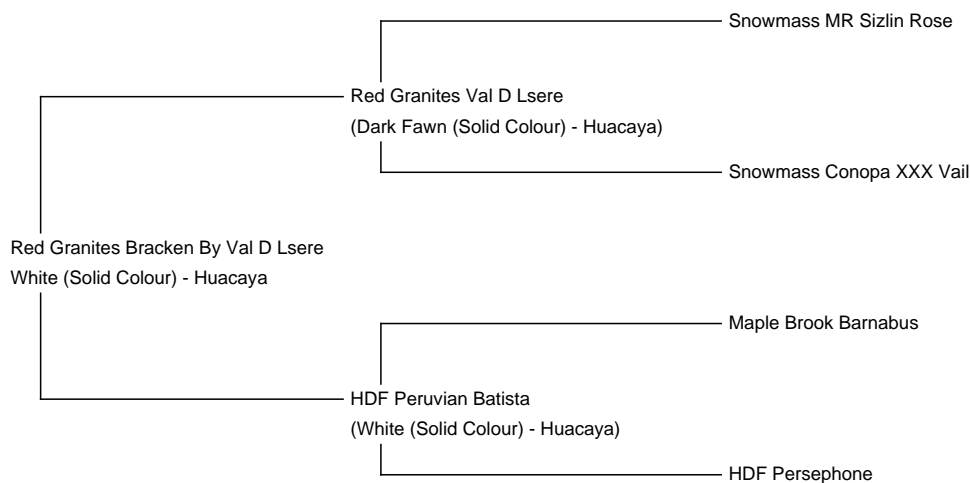 Snowmass MR Sizlin Rose
Red Granites Val D Lsere
(Dark Fawn (Solid Colour) - Huacaya)
Snowmass Conopa XXX Vail
Red Granites Bracken By Val D Lsere
White (Solid Colour) - Huacaya
Maple Brook Barnabus
HDF Peruvian Batista
(White (Solid Colour) - Huacaya)
HDF Persephone